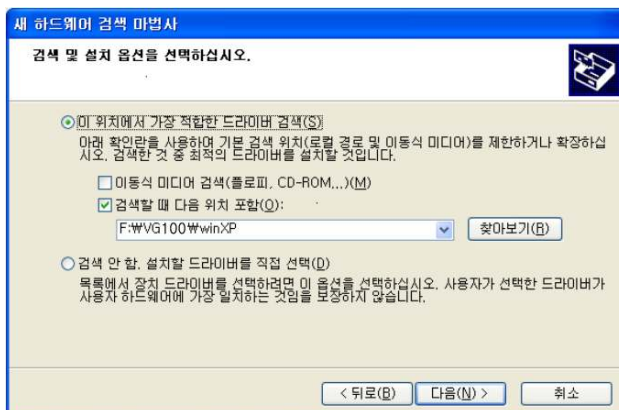 새 하드웨어 검색 마법사
검색 및 설치 옵션을 선택하십시오.
이 위치에서 가장 적합한 드라이버 검색(S)
아래 확인란을 사용하여 기본 검색 위치(로컬 경로 및 이동식 미디어)를 제한하거나 확장하십
시오. 검색한 것 중 최적의 드라이버를 설치할 것입니다.
이동식 미디어 검색(플로피, CD-ROM...)(M)
검색할 때 다음 위치 포함(O):
F:₩VG100₩winXP
찾아보기(R)
검색 안 함. 설치할 드라이버를 직접 선택(D)
목록에서 장치 드라이버를 선택하려면 이 옵션을 선택하십시오. 사용자가 선택한 드라이버가
사용자 하드웨어에 가장 일치하는 것임을 보장하지 않습니다.
< 뒤로(B)
다음(N) >
취소